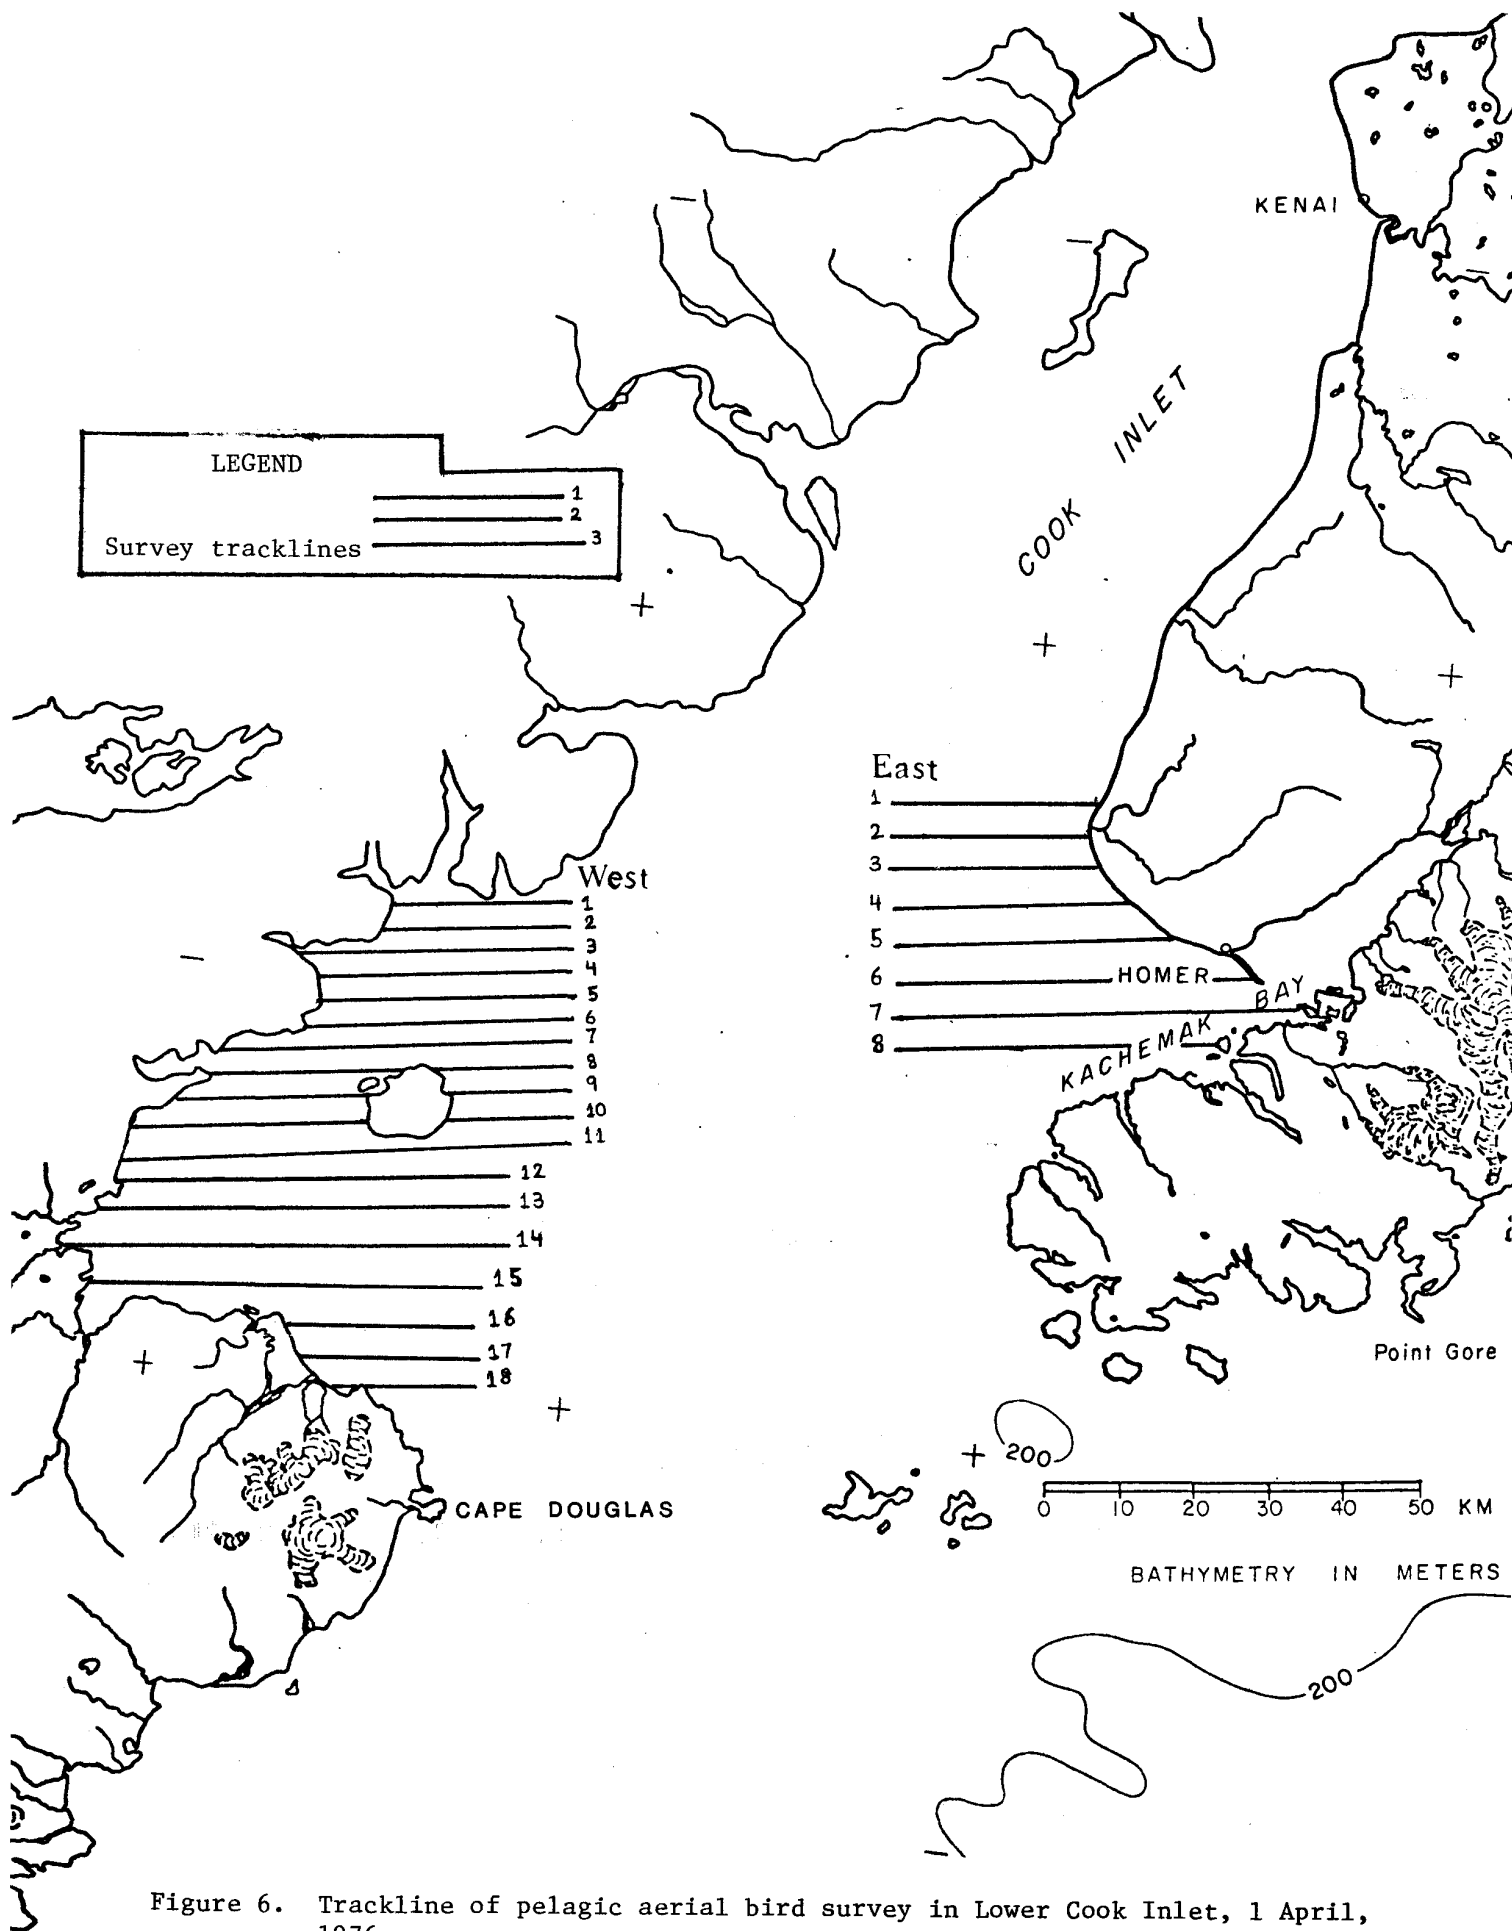 KENAI
COOK INLET
LEGEND
1
2
Survey tracklines 3
East
1
2
3
4
5
6
7
8
HOMER
KACHEMAK BAY
West
1
2
3
4
5
6
7
8
9
10
11
12
13
14
15
16
17
18
Point Gore
200
CAPE DOUGLAS
0 10 20 30 40 50 KM
BATHYMETRY IN METERS
200
Figure 6. Trackline of pelagic aerial bird survey in Lower Cook Inlet, 1 April,